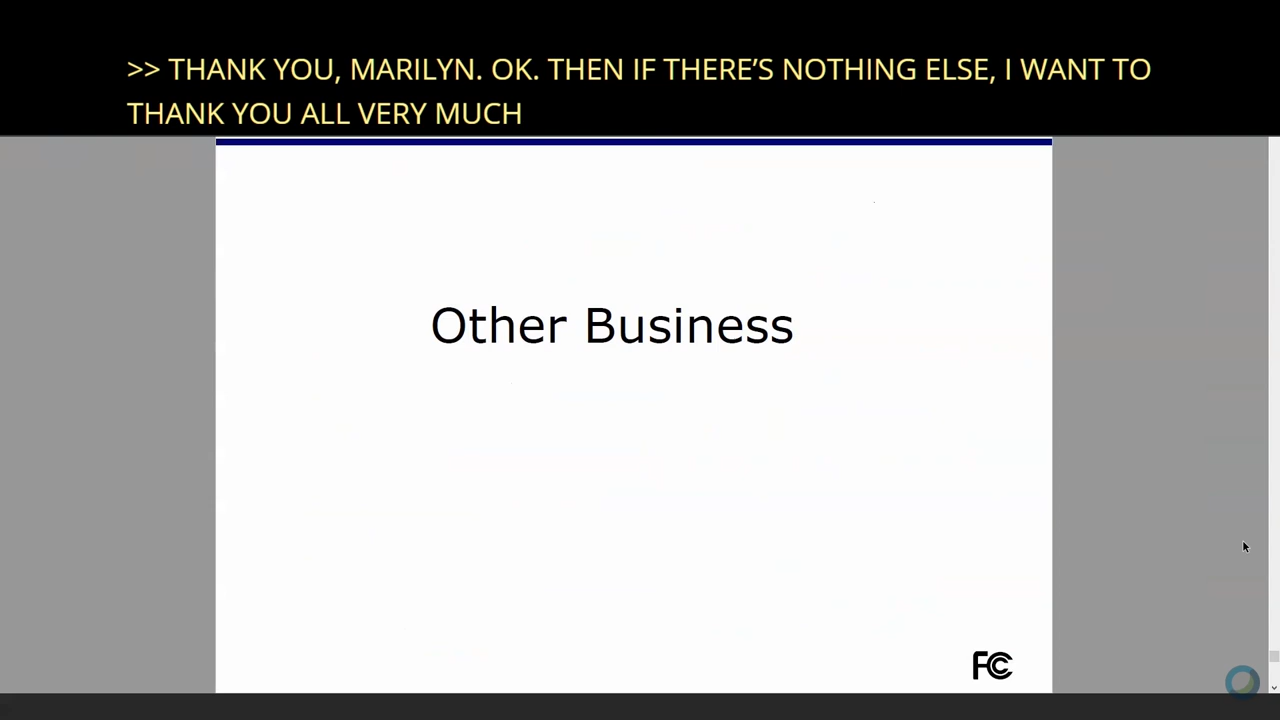 >> THANK YOU, MARILYN. OK. THEN IF THERE’S NOTHING ELSE, I WANT TO
THANK YOU ALL VERY MUCH
Other Business
FCC